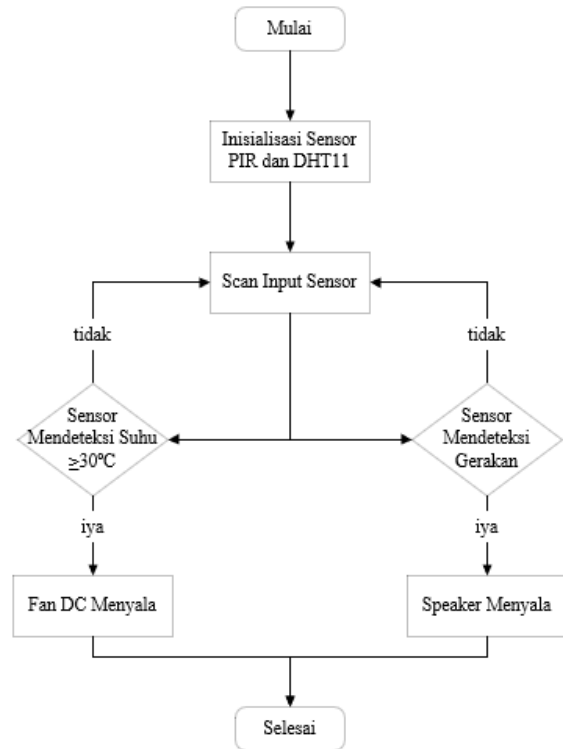 Mulai
Inisialisasi Sensor
PIR dan DHT11
Scan Input Sensor
tidak
tidak
Sensor
Mendeteksi Suhu
≥30°C
Sensor
Mendeteksi
Gerakan
iya
iya
Fan DC Menyala
Speaker Menyala
Selesai